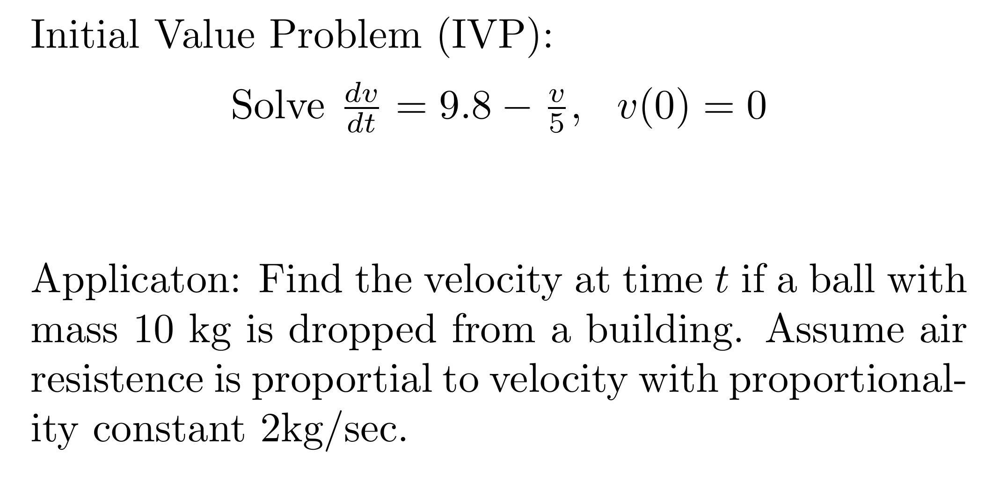 Initial Value Problem (IVP):
Solve dv/dt = 9.8 − v/5, v(0) = 0
Applicaton: Find the velocity at time t if a ball with
mass 10 kg is dropped from a building. Assume air
resistence is proportial to velocity with proportional-
ity constant 2kg/sec.